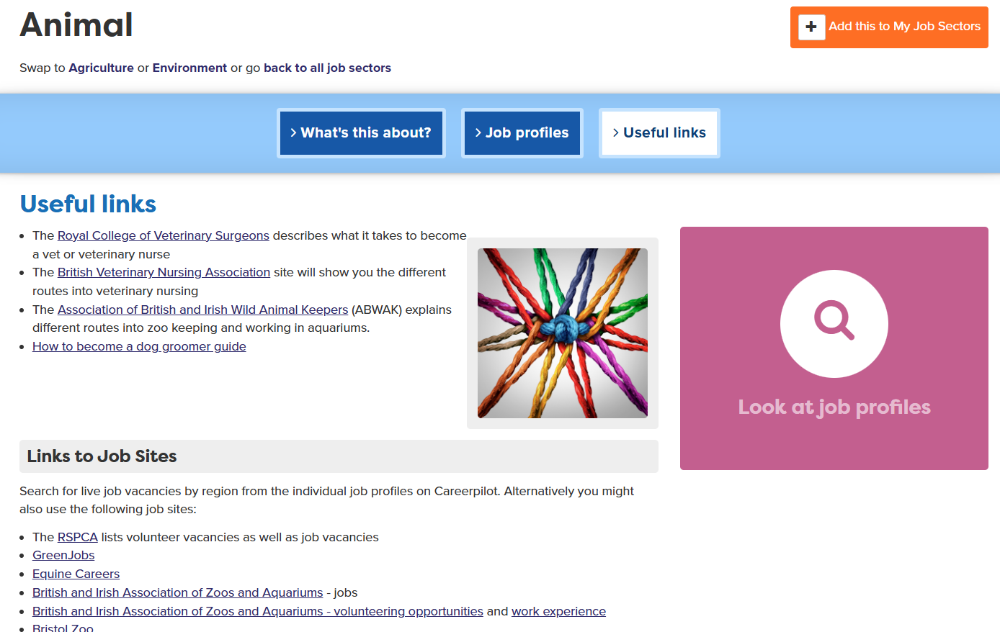 Animal
+ Add this to My Job Sectors
Swap to Agriculture or Environment or go back to all job sectors
What's this about?
Job profiles
Useful links
Useful links
The Royal College of Veterinary Surgeons describes what it takes to become
a vet or veterinary nurse
The British Veterinary Nursing Association site will show you the different
routes into veterinary nursing
The Association of British and Irish Wild Animal Keepers (ABWAK) explains
different routes into zoo keeping and working in aquariums.
How to become a dog groomer guide
Look at job profiles
Links to Job Sites
Search for live job vacancies by region from the individual job profiles on Careerpilot. Alternatively you might
also use the following job sites:
The RSPCA lists volunteer vacancies as well as job vacancies
GreenJobs
Equine Careers
British and Irish Association of Zoos and Aquariums - jobs
British and Irish Association of Zoos and Aquariums - volunteering opportunities and work experience
Bristol Zoo